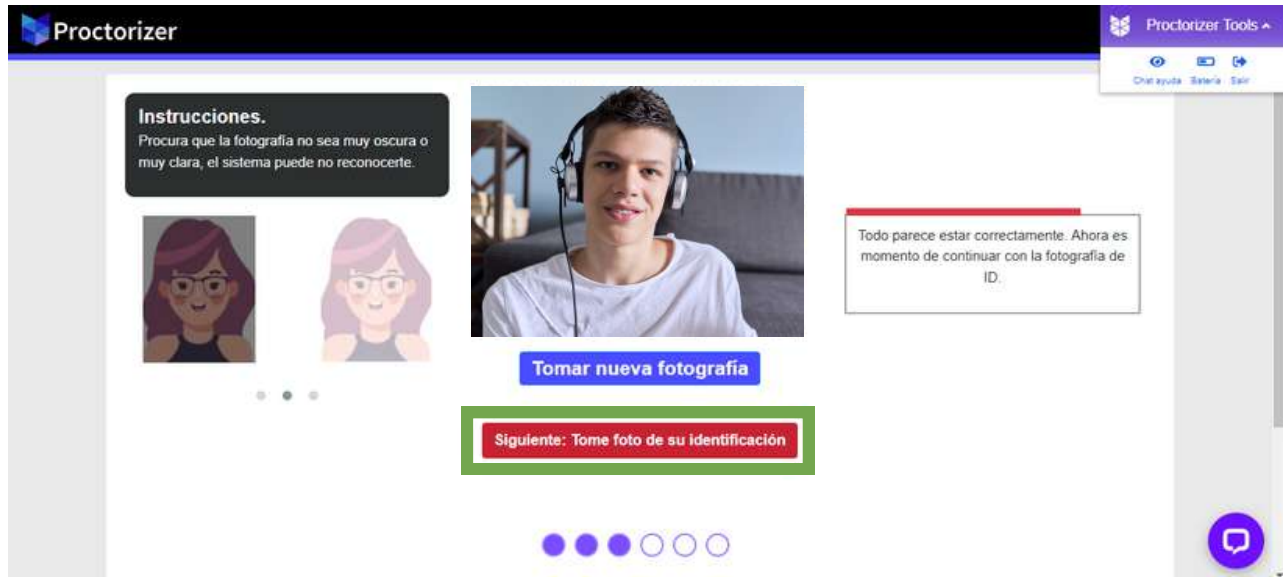 Proctorizer
Proctorizer Tools
Chat ayuda Batería Salir
Instrucciones.
Procura que la fotografía no sea muy oscura o
muy clara, el sistema puede no reconocerte.
Todo parece estar correctamente. Ahora es
momento de continuar con la fotografía de
ID.
Tomar nueva fotografía
Siguiente: Tome foto de su identificación